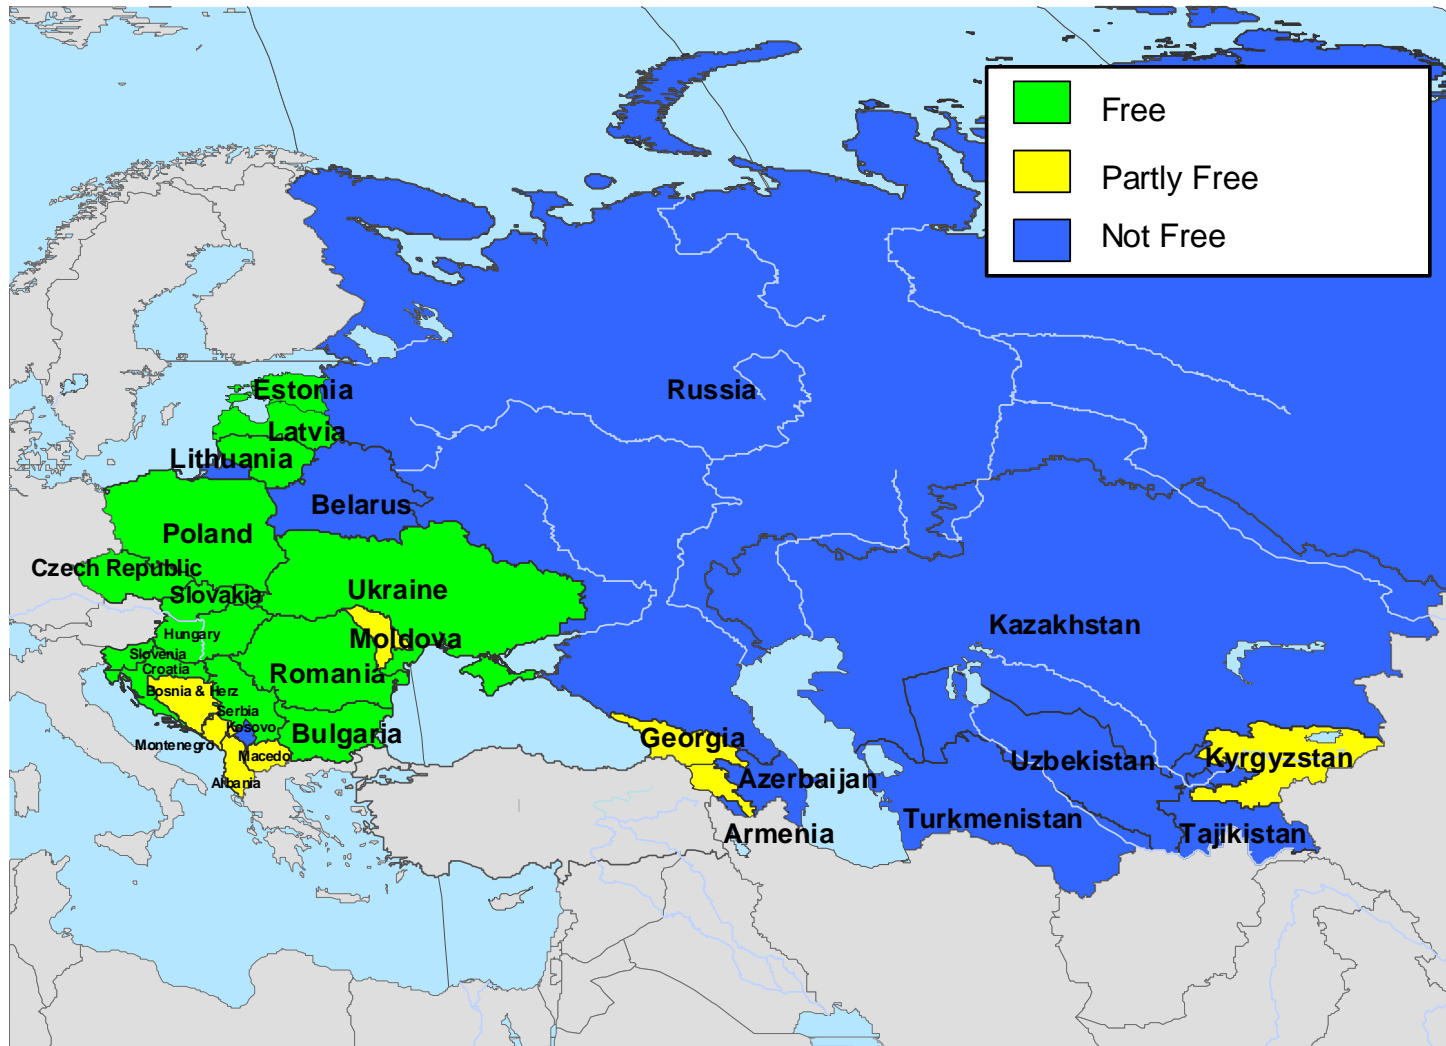 Free
Partly Free
Not Free
Estonia
Russia
Latvia
Lithuania
Belarus
Poland
Czech Republic
Slovakia
Ukraine
Hungary
Moldova
Kazakhstan
Slovenia
Croatia
Romania
Bosnia & Herz
Serbia
Kosovo
Bulgaria
Montenegro
Macedo
Albania
Georgia
Azerbaijan
Armenia
Uzbekistan
Kyrgyzstan
Turkmenistan
Tajikistan